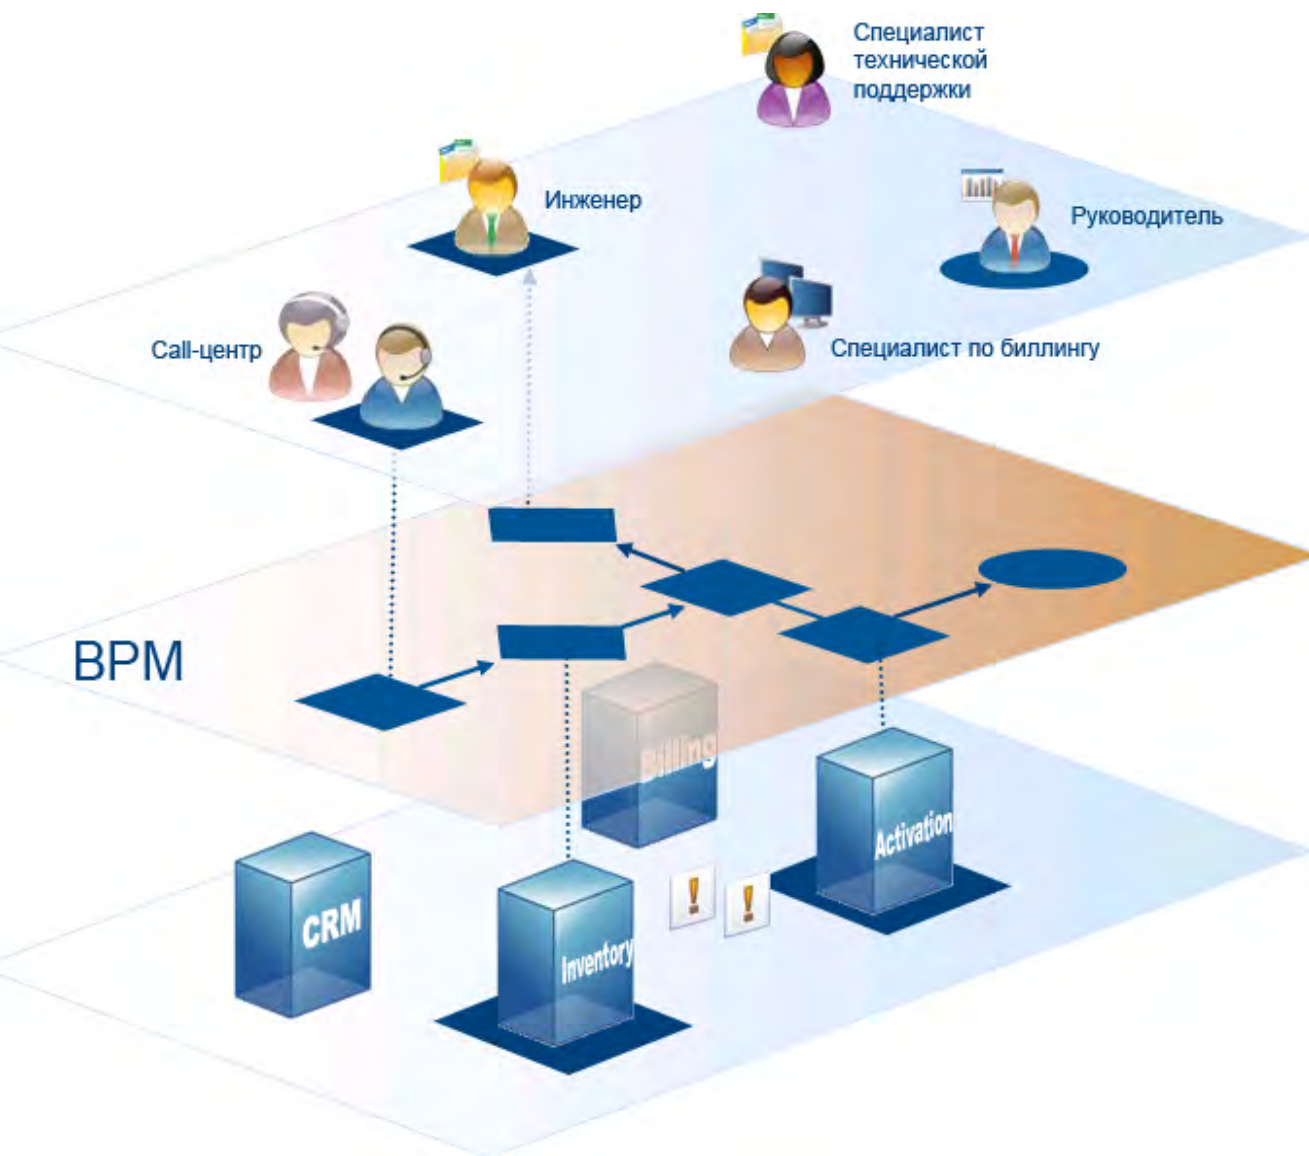 Специалист
технической
поддержки
Инженер
Руководитель
Call-центр
Специалист по биллингу
BPM
Billing
Activation
CRM
Inventory